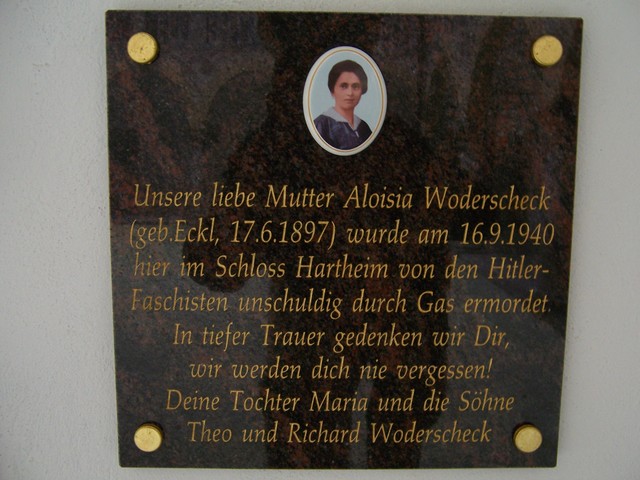 Unsere liebe Mutter Aloisia Woderscheck
(geb.Eckl, 17.6.1897) wurde am 16.9.1940
hier im Schloss Hartheim von den Hitler-
Faschisten unschuldig durch Gas ermordet.
In tiefer Trauer gedenken wir Dir,
wir werden dich nie vergessen!
Deine Tochter Maria und die Söhne
Theo und Richard Woderscheck